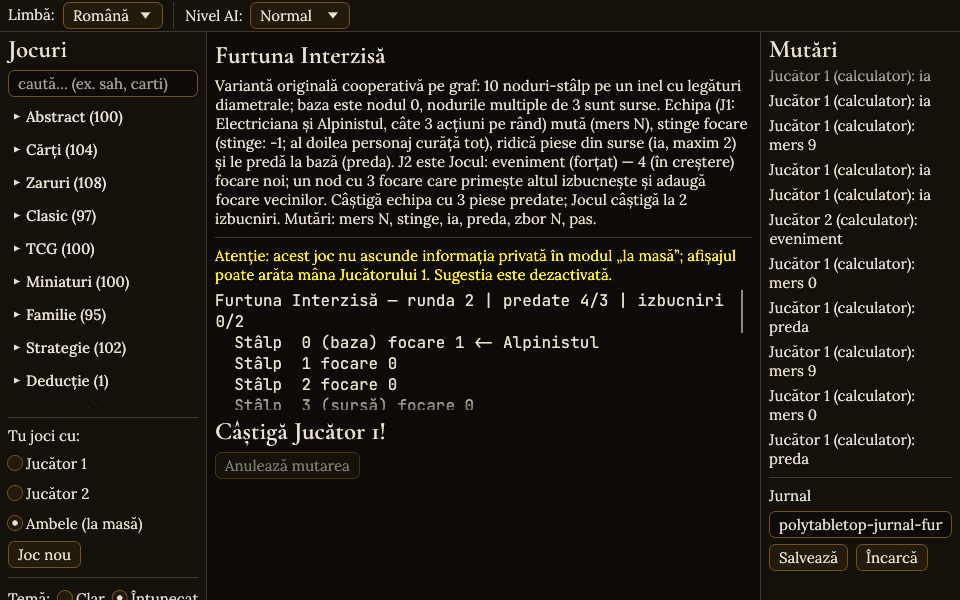 Limbă: Română ▼ Nivel AI: Normal ▼
Jocuri
caută... (ex. sah, carti)
▸ Abstract (100)
▸ Cărți (104)
▸ Zaruri (108)
▸ Clasic (97)
▸ TCG (100)
▸ Miniaturi (100)
▸ Familie (95)
▸ Strategie (102)
▸ Deducție (1)
Tu joci cu:
Jucător 1
Jucător 2
Ambele (la masă)
Joc nou
Temă: Clar Întunecat
Furtuna Interzisă
Variantă originală cooperativă pe graf: 10 noduri-stâlp pe un inel cu legături
diametrale; baza este nodul 0, nodurile multiple de 3 sunt surse. Echipa (J1:
Electriciana și Alpinistul, câte 3 acțiuni pe rând) mută (mers N), stinge focare
(stinge: -1; al doilea personaj curăță tot), ridică piese din surse (ia, maxim 2)
și le predă la bază (preda). J2 este Jocul: eveniment (forțat) — 4 (în creștere)
focare noi; un nod cu 3 focare care primește altul izbucnește și adaugă
focare vecinilor. Câștigă echipa cu 3 piese predate; Jocul câștigă la 2
izbucniri. Mutări: mers N, stinge, ia, preda, zbor N, pas.
Atenție: acest joc nu ascunde informația privată în modul „la masă”; afișajul
poate arăta mâna Jucătorului 1. Sugestia este dezactivată.
Furtuna Interzisă — runda 2 | predate 4/3 | izbucniri
0/2
Stâlp 0 (baza) focare 1 ← Alpinistul
Stâlp 1 focare 0
Stâlp 2 focare 0
Stâlp 3 (sursă) focare 0
Câștigă Jucător 1!
Anulează mutarea
Mutări
Jucător 1 (calculator): ia
Jucător 1 (calculator): ia
Jucător 1 (calculator):
mers 9
Jucător 1 (calculator): ia
Jucător 1 (calculator): ia
Jucător 2 (calculator):
eveniment
Jucător 1 (calculator):
mers 0
Jucător 1 (calculator):
preda
Jucător 1 (calculator):
mers 9
Jucător 1 (calculator):
mers 0
Jucător 1 (calculator):
preda
Jurnal
polytabletop-jurnal-fur
Salvează Încarcă